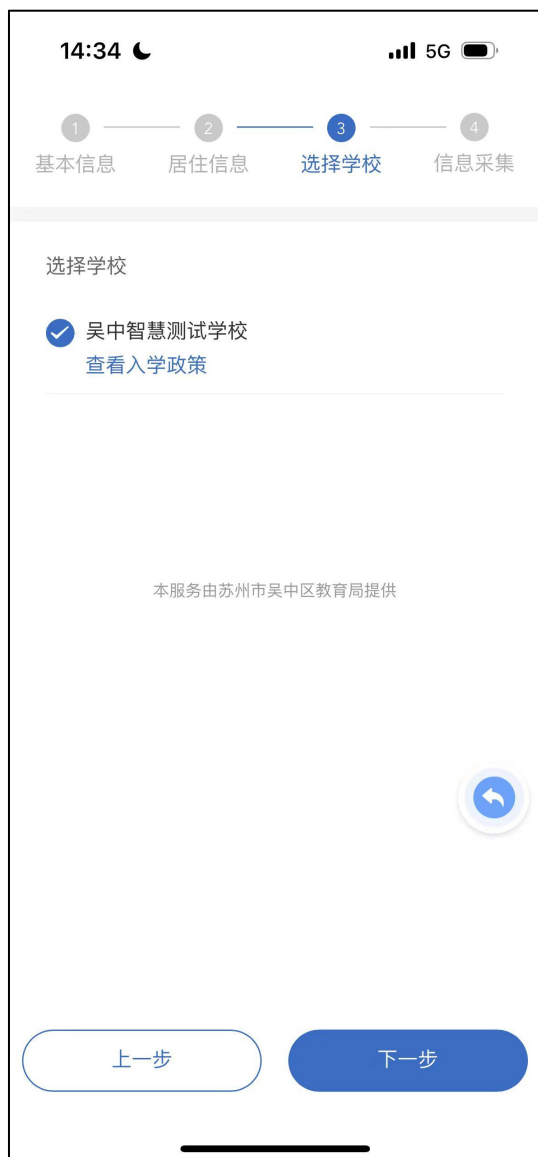 14:34
5G
1 2 3 4
基本信息 居住信息 选择学校 信息采集
选择学校
吴中智慧测试学校
查看入学政策
本服务由苏州市吴中区教育局提供
上一步 下一步